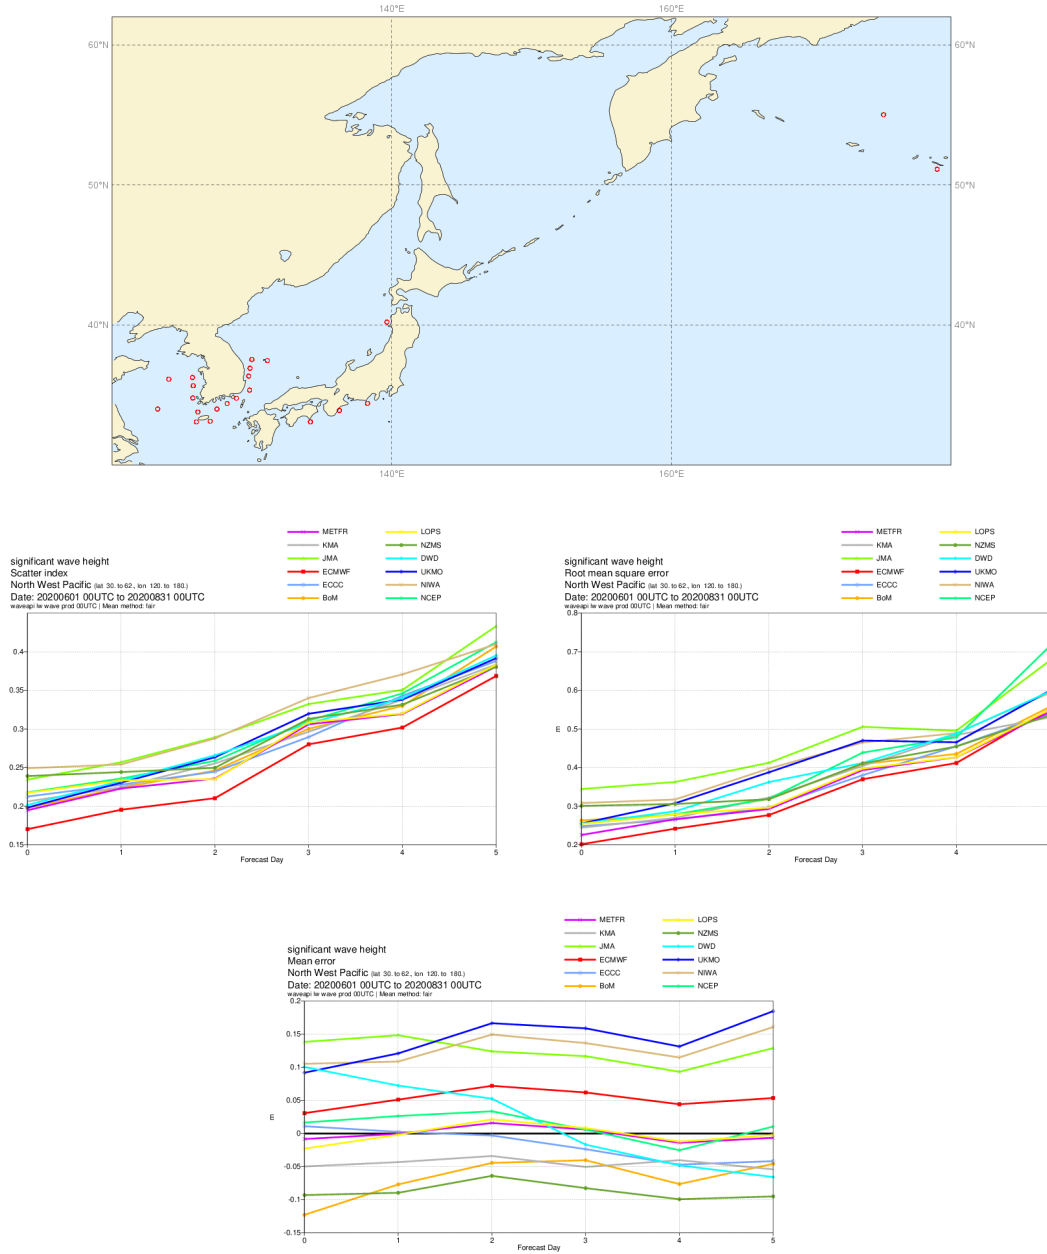 140°E 160°E
60°N 60°N
50°N 50°N
40°N 40°N
140°E 160°E
METFR LOPS
KMA NZMS
JMA DWD
ECMWF UKMO
ECCC NIWA
BoM NCEP
significant wave height
Scatter index
North West Pacific (lat 30. to 62., lon 120. to 180.)
Date: 20200601 00UTC to 20200831 00UTC
waveapi lw wave prod 00UTC | Mean method: fair
0.4
0.35
0.3
0.25
0.2
0.15
0 1 2 3 4 5
Forecast Day
METFR LOPS
KMA NZMS
JMA DWD
ECMWF UKMO
ECCC NIWA
BoM NCEP
significant wave height
Root mean square error
North West Pacific (lat 30. to 62., lon 120. to 180.)
Date: 20200601 00UTC to 20200831 00UTC
waveapi lw wave prod 00UTC | Mean method: fair
0.8
0.7
0.6
0.5
0.4
0.3
0.2
m
0 1 2 3 4
Forecast Day
METFR LOPS
KMA NZMS
JMA DWD
ECMWF UKMO
ECCC NIWA
BoM NCEP
significant wave height
Mean error
North West Pacific (lat 30. to 62., lon 120. to 180.)
Date: 20200601 00UTC to 20200831 00UTC
waveapi lw wave prod 00UTC | Mean method: fair
0.2
0.15
0.1
0.05
0
-0.05
-0.1
-0.15
m
0 1 2 3 4 5
Forecast Day